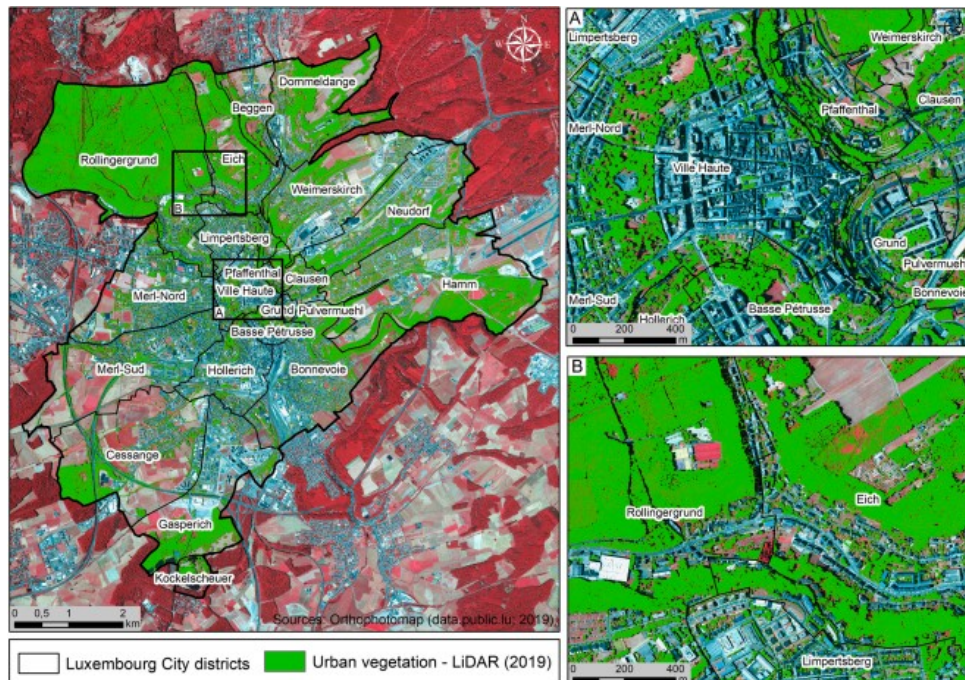 Dommeldange
Beggen
Rollingergrund
Eich
B
Weimerskirch
Neudorf
Limpertsberg
Pfaffenthal
Clausen
Merl-Nord
Ville Haute
Hamm
A
Grund
Pulvermuehl
Basse Pétrusse
Merl-Sud
Hollerich
Bonnevoie
Cessange
Gasperich
Kockelscheuer
0 0,5 1 2
km
Sources: Orthophotomap (data.public.lu; 2019)
Luxembourg City districts
Urban vegetation - LiDAR (2019)
A
Limpertsberg
Weimerskirch
Pfaffenthal
Clausen
Merl-Nord
Ville Haute
Grund
Pulvermuehl
Merl-Sud
Bonnevoie
Basse Pétrusse
Hollerich
0 200 400
m
B
Rollingergrund
Eich
Limpertsberg
0 200 400
m